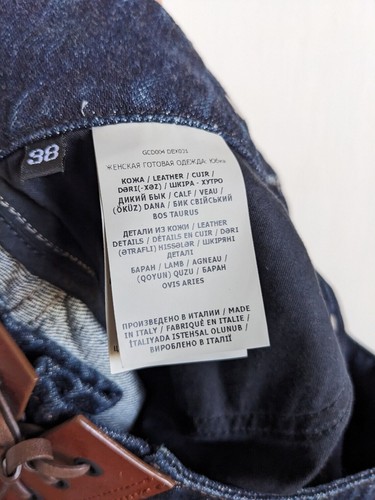 38
GCD004 DEX031
ЖЕНСКАЯ ГОТОВАЯ ОДЕЖДА: Юбка
КОЖА / LEATHER / CUIR /
DƏRI(-XƏZ) / ШКІРА - ХУТРО
ДИКИЙ БЫК / CALF / VEAU /
(ÖKÜZ) DANA / БИК СВІЙСЬКИЙ
BOS TAURUS
ДЕТАЛИ ИЗ КОЖИ / LEATHER
DETAILS / DÉTAILS EN CUIR / DƏRI
(ƏTRAFLI) HISSƏLƏR / ШКІРЯНІ
ДЕТАЛІ
БАРАН / LAMB / AGNEAU /
(QOYUN) QUZU / БАРАН
OVIS ARIES
ПРОИЗВЕДЕНО В ИТАЛИИ / MADE
IN ITALY / FABRIQUÉ EN ITALIE /
İTALIYADA ISTEHSAL OLUNUB /
ВИРОБЛЕНО В ІТАЛІЇ